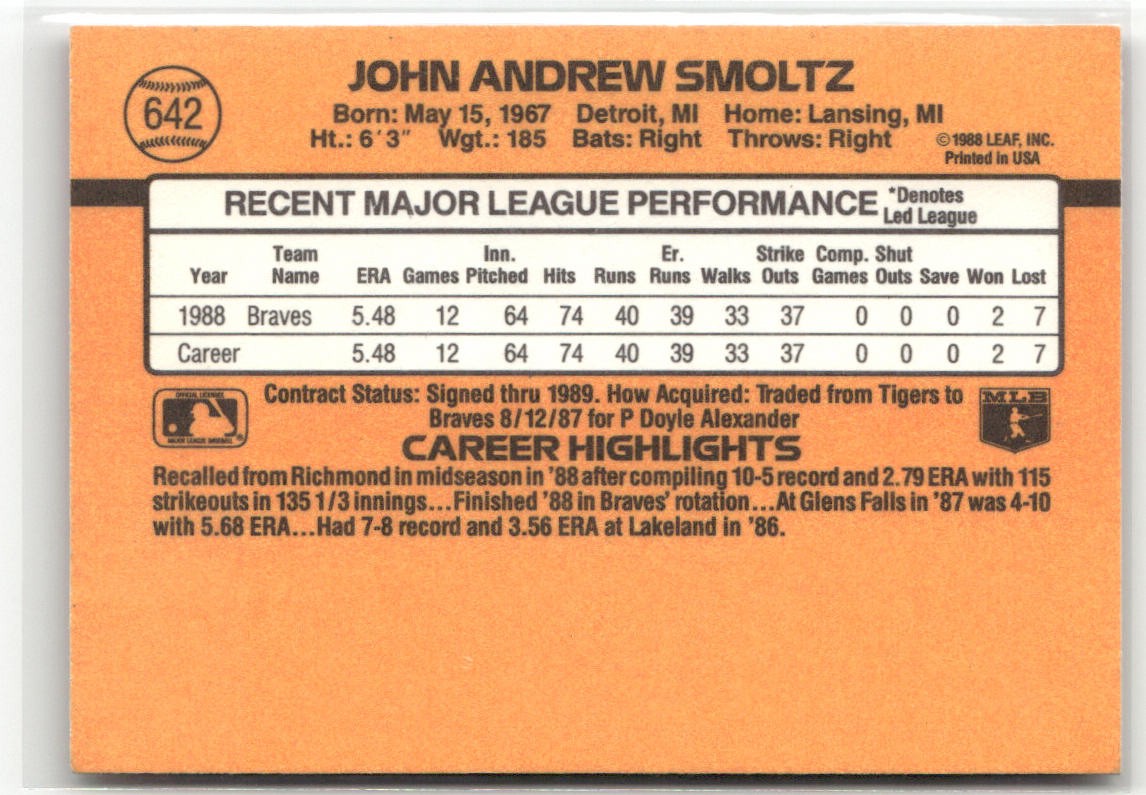 642
JOHN ANDREW SMOLTZ
Born: May 15, 1967 Detroit, MI Home: Lansing, MI
Ht.: 6'3" Wgt.: 185 Bats: Right Throws: Right
©1988 LEAF, INC.
Printed in USA
RECENT MAJOR LEAGUE PERFORMANCE
*Denotes
Led League
Team Inn. Er. Strike Comp. Shut
Year Name ERA Games Pitched Hits Runs Runs Walks Outs Games Outs Save Won Lost
1988 Braves 5.48 12 64 74 40 39 33 37 0 0 0 2 7
Career 5.48 12 64 74 40 39 33 37 0 0 0 2 7
OFFICIAL LICENSEE
MAJOR LEAGUE BASEBALL
Contract Status: Signed thru 1989. How Acquired: Traded from Tigers to
Braves 8/12/87 for P Doyle Alexander
MLB
CAREER HIGHLIGHTS
Recalled from Richmond in midseason in '88 after compiling 10-5 record and 2.79 ERA with 115
strikeouts in 135 1/3 innings...Finished '88 in Braves' rotation...At Glens Falls in '87 was 4-10
with 5.68 ERA...Had 7-8 record and 3.56 ERA at Lakeland in '86.